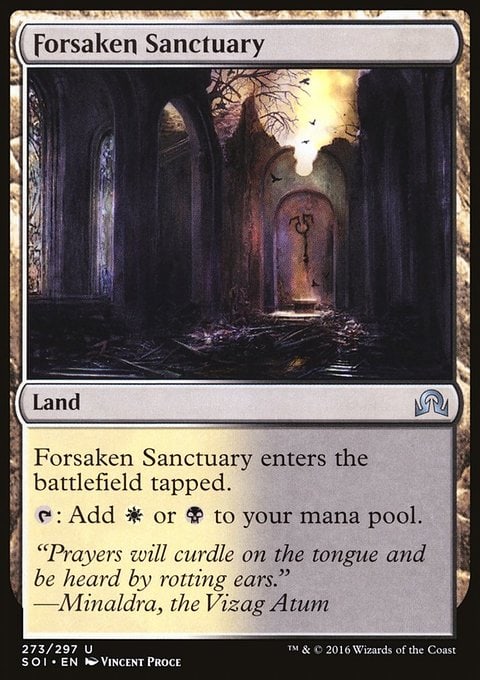 Forsaken Sanctuary
Land
Forsaken Sanctuary enters the
battlefield tapped.
: Add or to your mana pool.
“Prayers will curdle on the tongue and
be heard by rotting ears.”
—Minaldra, the Vizag Atum
273/297 U
SOI • EN Vincent Proce
™ & © 2016 Wizards of the Coast